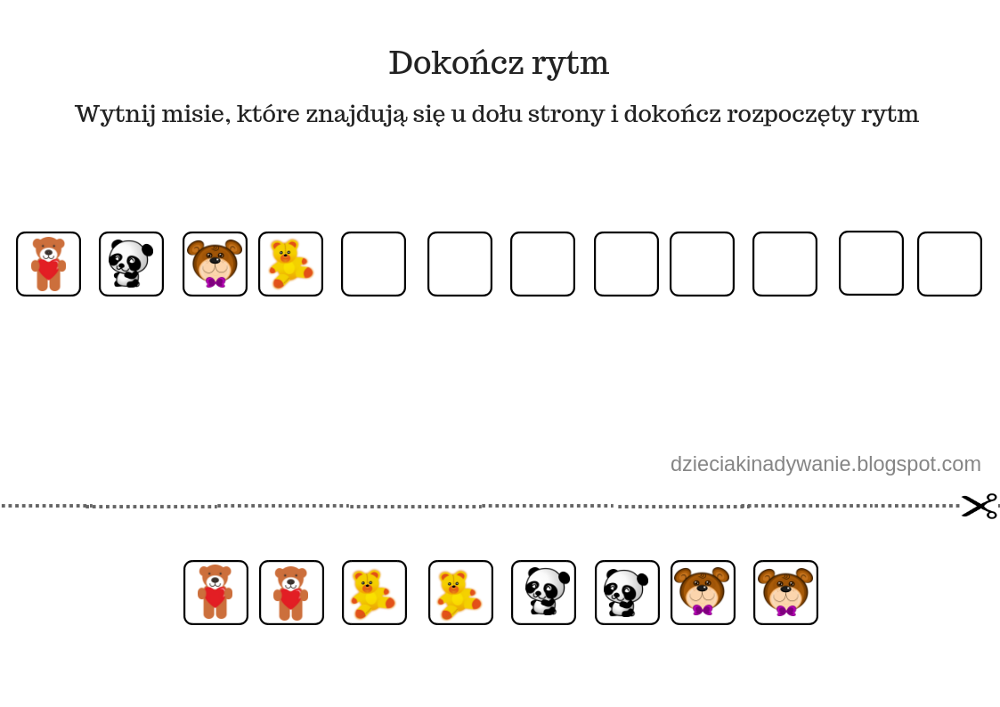 Dokończ rytm
Wytnij misie, które znajdują się u dołu strony i dokończ rozpoczęty rytm
dzieciakinadywanie.blogspot.com